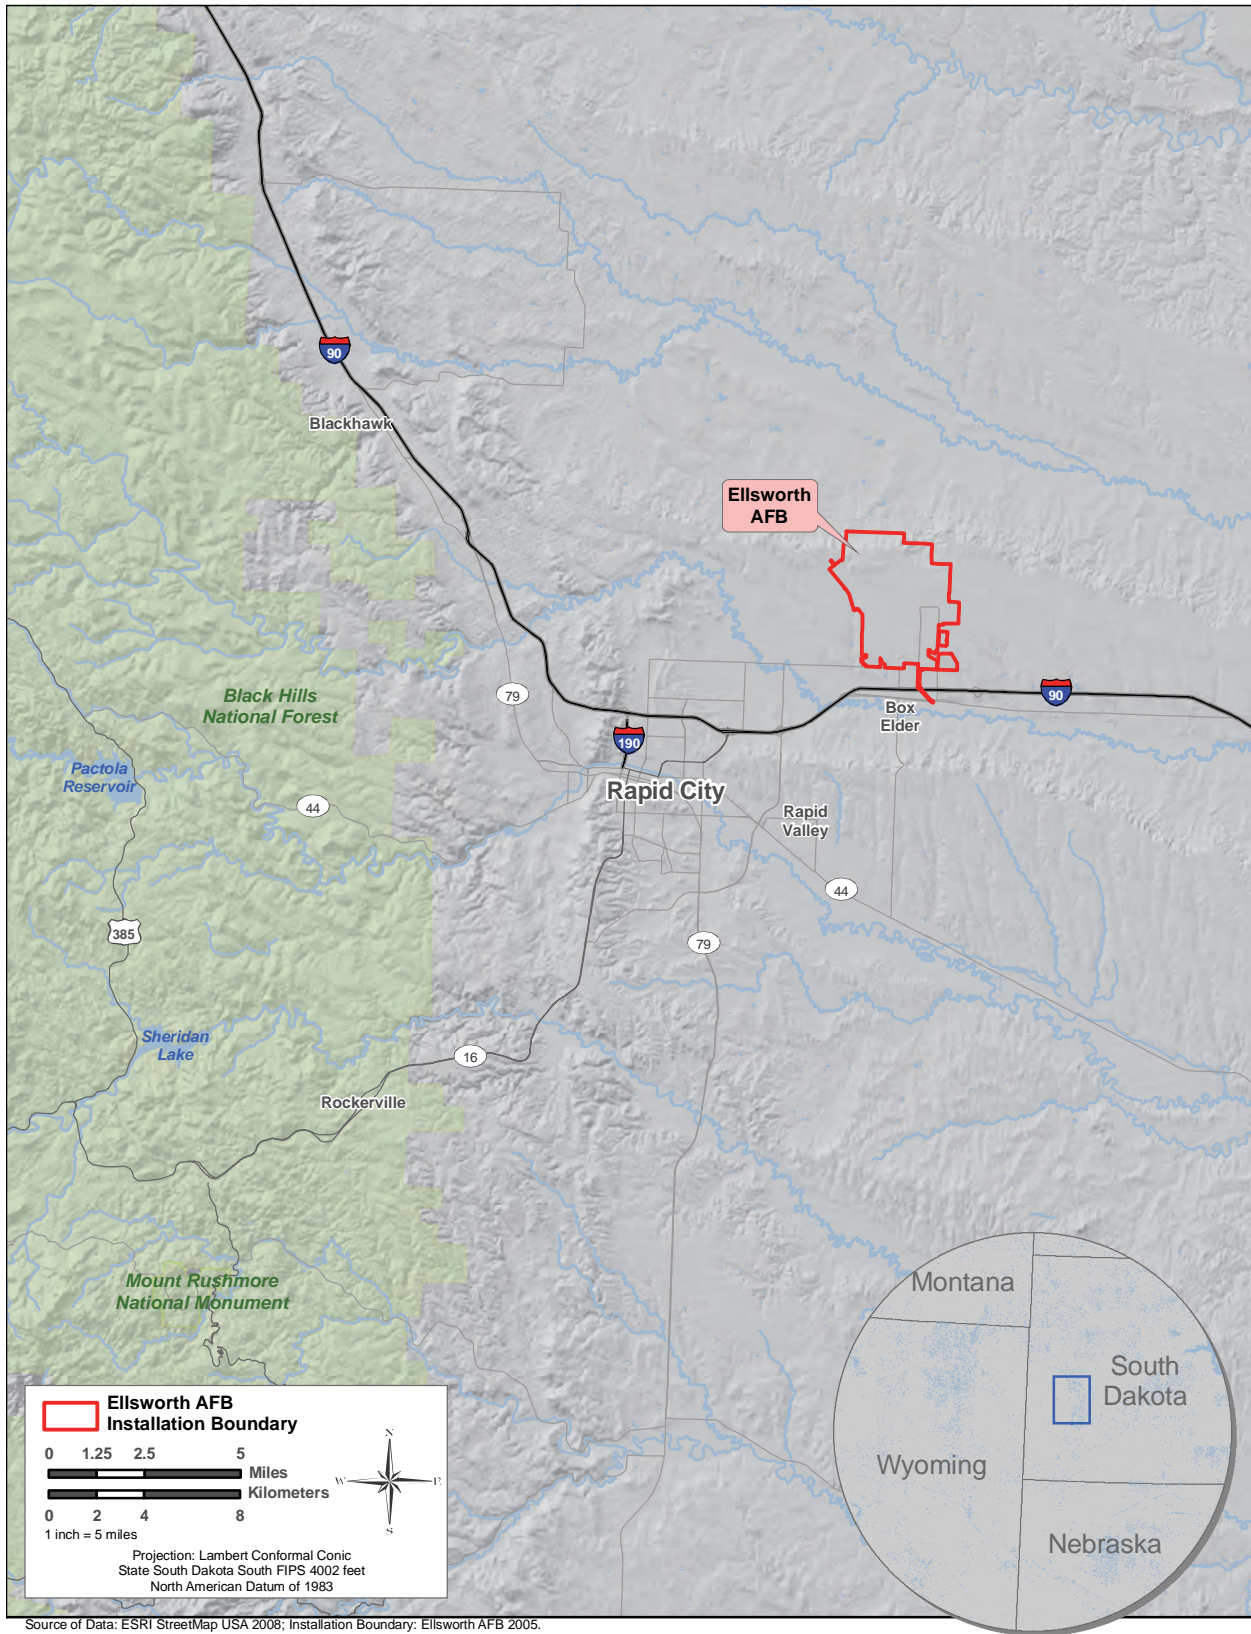 90
Blackhawk
Ellsworth
AFB
Black Hills
National Forest
79
90
Box
Elder
190
Pactola
Reservoir
Rapid City
44
Rapid
Valley
44
385
79
Sheridan
Lake
16
Rockerville
Mount Rushmore
National Monument
Montana
South
Dakota
Wyoming
Nebraska
Ellsworth AFB
Installation Boundary
0 1.25 2.5 5
Miles
Kilometers
0 2 4 8
1 inch = 5 miles
N
W E
S
Projection: Lambert Conformal Conic
State South Dakota South FIPS 4002 feet
North American Datum of 1983
Source of Data: ESRI StreetMap USA 2008; Installation Boundary: Ellsworth AFB 2005.